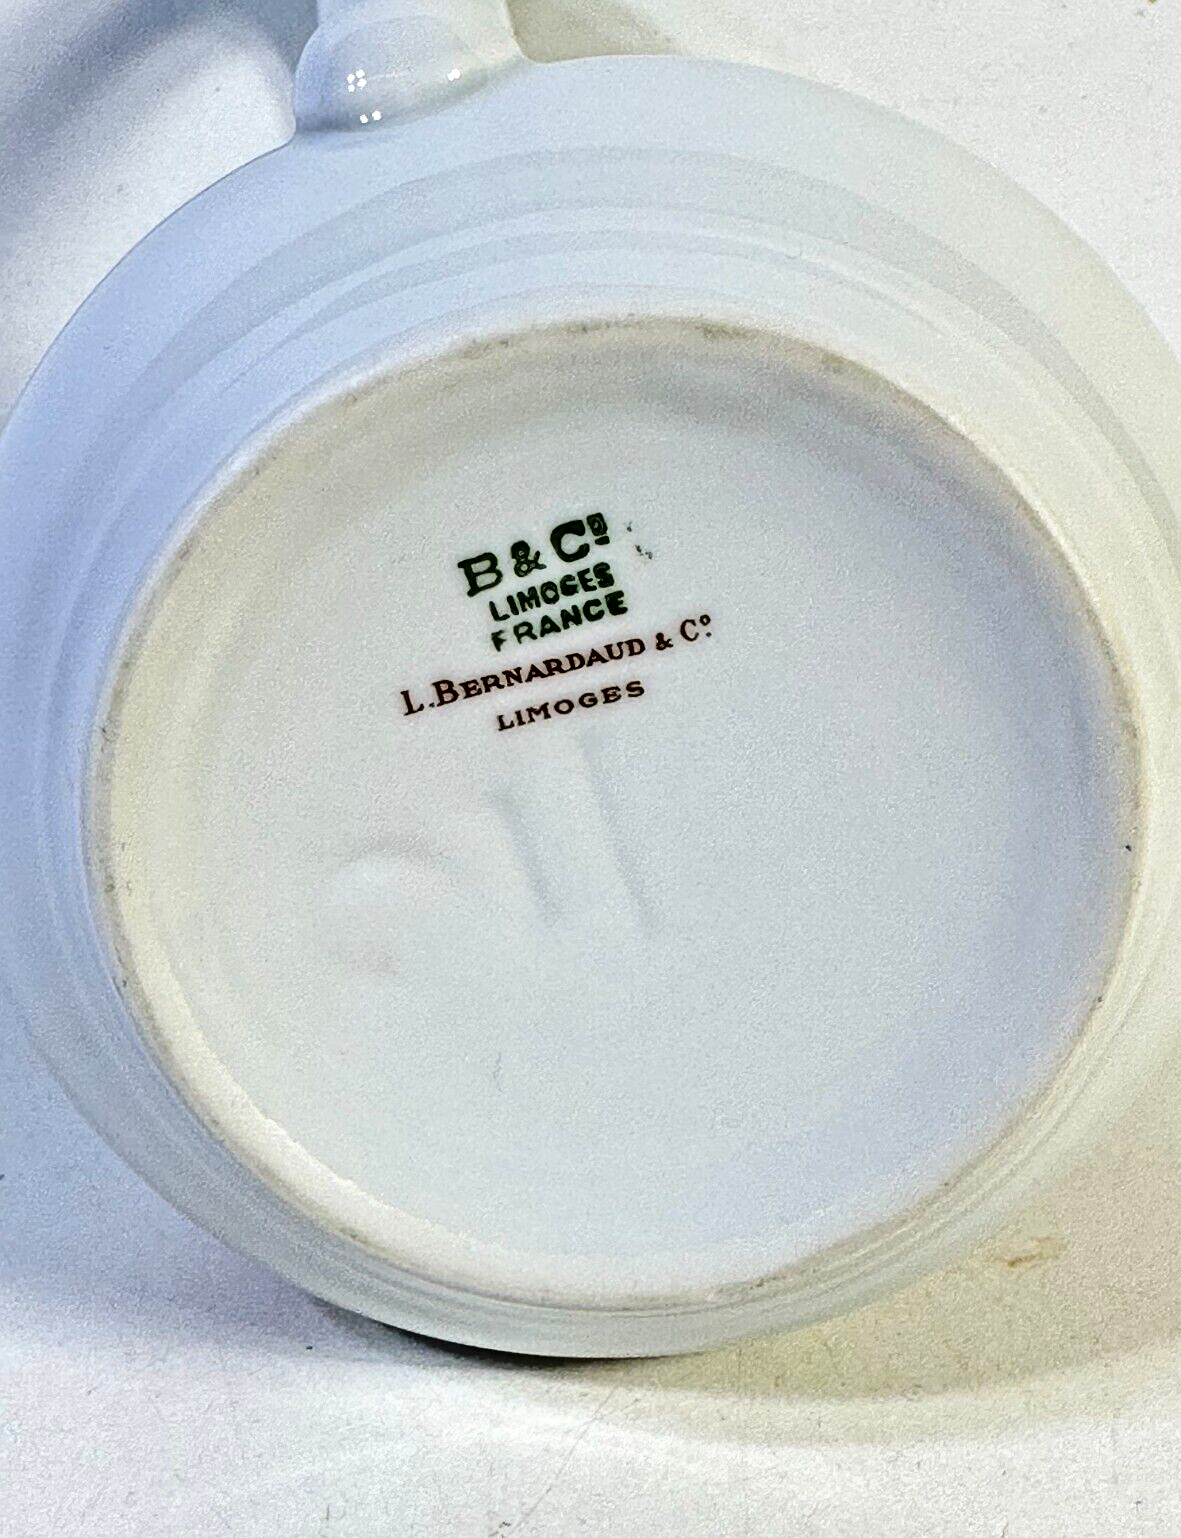 B & Cº
LIMOGES
FRANCE
L. BERNARDAUD & Cº
LIMOGES